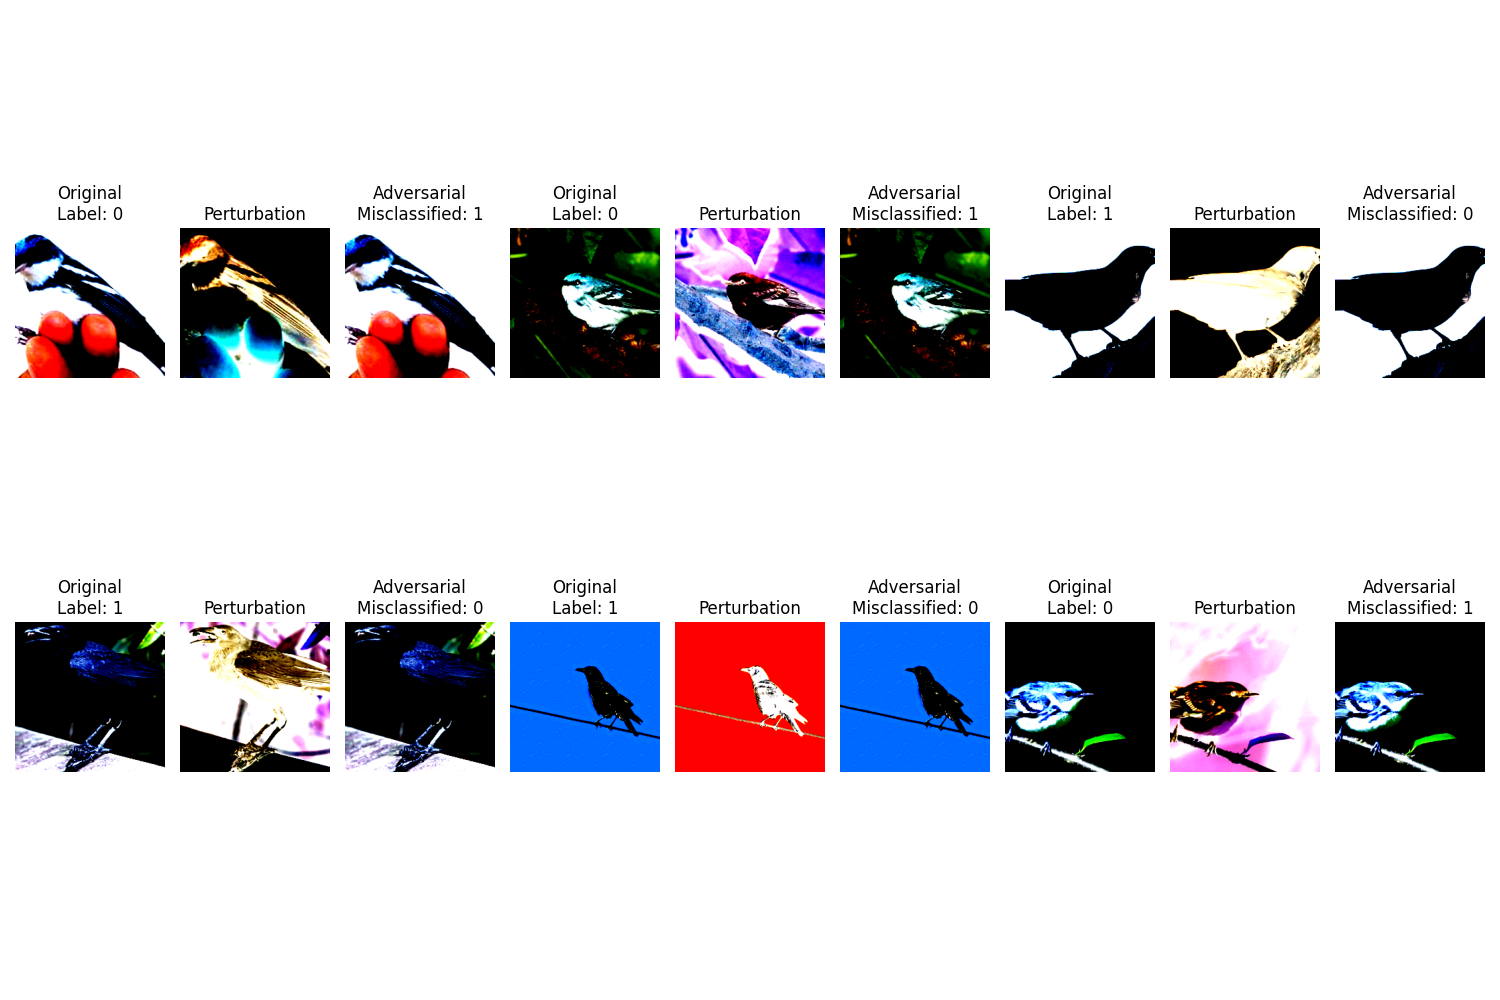 Original
Label: 0
Perturbation
Adversarial
Misclassified: 1
Original
Label: 0
Perturbation
Adversarial
Misclassified: 1
Original
Label: 1
Perturbation
Adversarial
Misclassified: 0
Original
Label: 1
Perturbation
Adversarial
Misclassified: 0
Original
Label: 1
Perturbation
Adversarial
Misclassified: 0
Original
Label: 0
Perturbation
Adversarial
Misclassified: 1